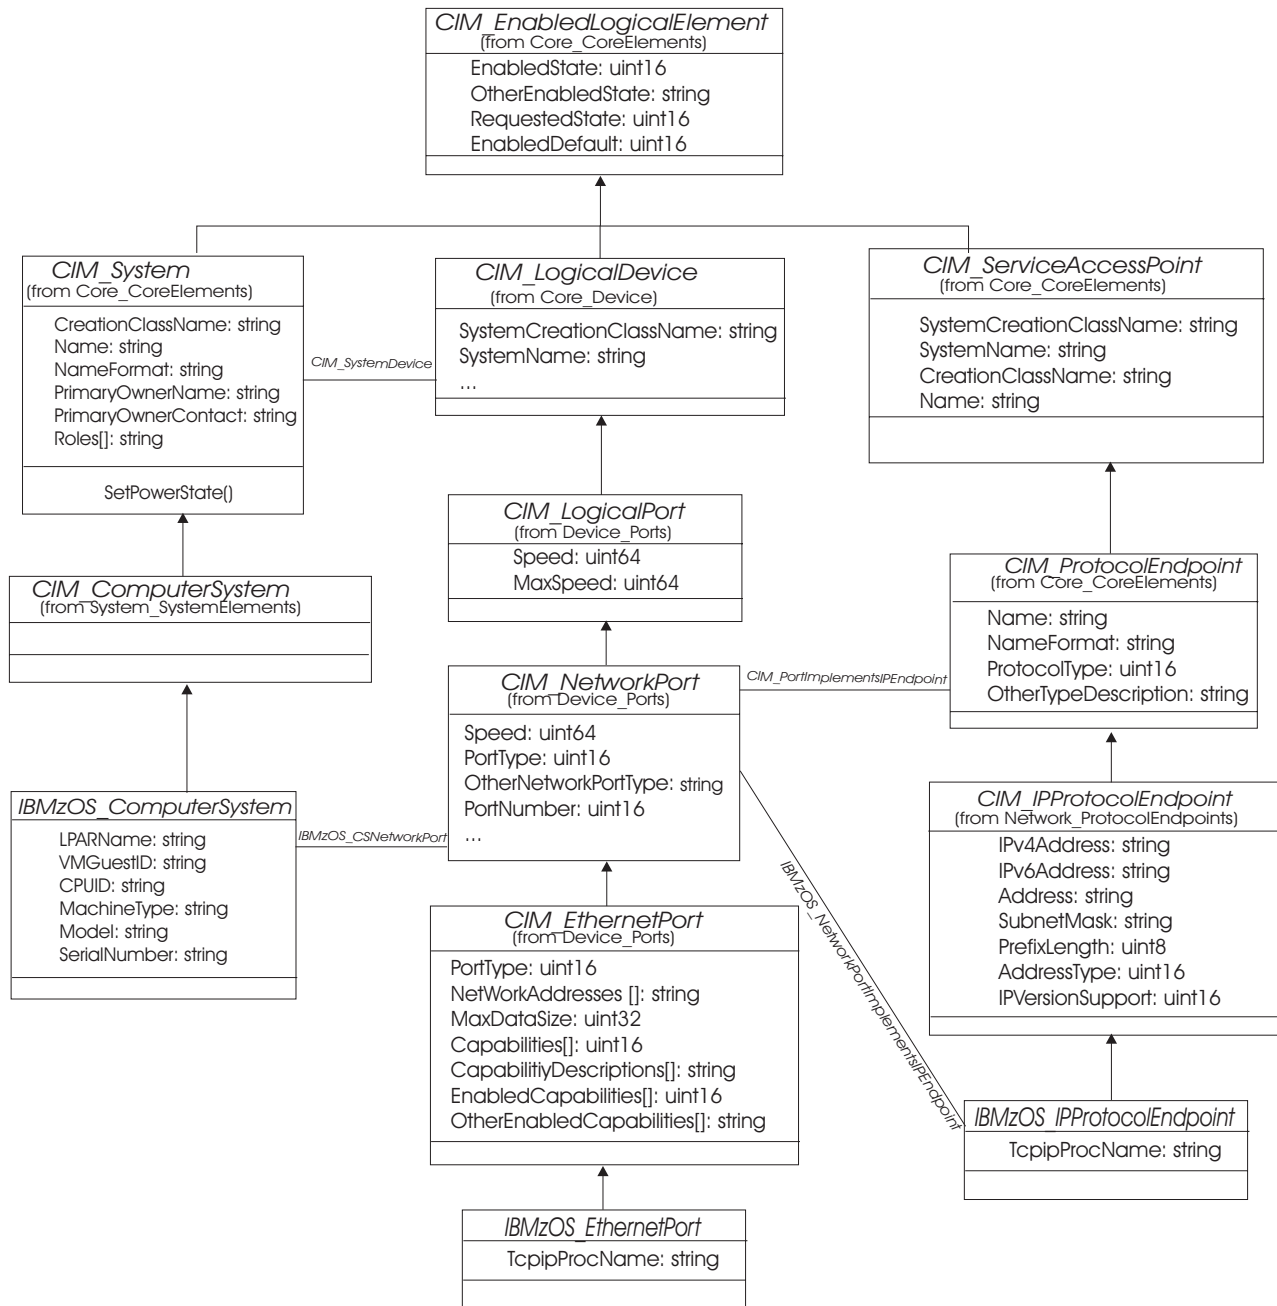 CIM_EnabledLogicalElement
(from Core_CoreElements)
EnabledState: uint16
OtherEnabledState: string
RequestedState: uint16
EnabledDefault: uint16
CIM_System
(from Core_CoreElements)
CreationClassName: string
Name: string
NameFormat: string
PrimaryOwnerName: string
PrimaryOwnerContact: string
Roles[]: string
SetPowerState()
CIM_SystemDevice
CIM_LogicalDevice
(from Core_Device)
SystemCreationClassName: string
SystemName: string
...
CIM_ServiceAccessPoint
(from Core_CoreElements)
SystemCreationClassName: string
SystemName: string
CreationClassName: string
Name: string
CIM_LogicalPort
(from Device_Ports)
Speed: uint64
MaxSpeed: uint64
CIM_ComputerSystem
(from System_SystemElements)
CIM_ProtocolEndpoint
(from Core_CoreElements)
Name: string
NameFormat: string
ProtocolType: uint16
OtherTypeDescription: string
CIM_NetworkPort
(from Device_Ports)
Speed: uint64
PortType: uint16
OtherNetworkPortType: string
PortNumber: uint16
...
CIM_PortImplementsIPEndpoint
IBMzOS_ComputerSystem
LPARName: string
VMGuestID: string
CPUID: string
MachineType: string
Model: string
SerialNumber: string
IBMzOS_CSNetworkPort
CIM_IPProtocolEndpoint
(from Network_ProtocolEndpoints)
IPv4Address: string
IPv6Address: string
Address: string
SubnetMask: string
PrefixLength: uint8
AddressType: uint16
IPVersionSupport: uint16
IBMzOS_NetworkPortImplementsIPEndpoint
CIM_EthernetPort
(from Device_Ports)
PortType: uint16
NetWorkAddresses []: string
MaxDataSize: uint32
Capabilities[]: uint16
CapabilitiyDescriptions[]: string
EnabledCapabilities[]: uint16
OtherEnabledCapabilities[]: string
IBMzOS_IPProtocolEndpoint
TcpipProcName: string
IBMzOS_EthernetPort
TcpipProcName: string